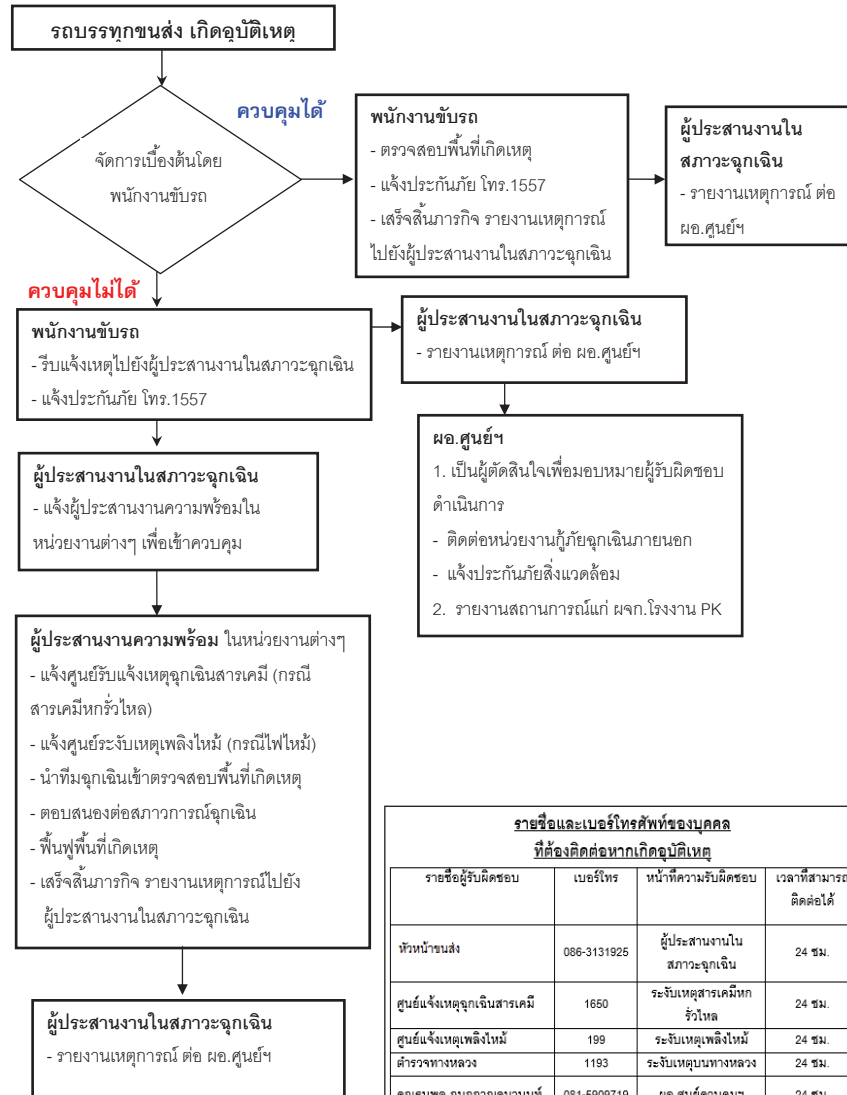 รถบรรทุกขนส่ง เกิดอุบัติเหตุ
ควบคุมได้
จัดการเบื้องต้นโดย
พนักงานขับรถ
พนักงานขับรถ
- ตรวจสอบพื้นที่เกิดเหตุ
- แจ้งประกันภัย โทร.1557
- เสร็จสิ้นภารกิจ รายงานเหตุการณ์
ไปยังผู้ประสานงานในสภาวะฉุกเฉิน
ผู้ประสานงานใน
สภาวะฉุกเฉิน
- รายงานเหตุการณ์ ต่อ
ผอ.ศูนย์ฯ
ควบคุมไม่ได้
พนักงานขับรถ
- รีบแจ้งเหตุไปยังผู้ประสานงานในสภาวะฉุกเฉิน
- แจ้งประกันภัย โทร.1557
ผู้ประสานงานในสภาวะฉุกเฉิน
- รายงานเหตุการณ์ ต่อ ผอ.ศูนย์ฯ
ผอ.ศูนย์ฯ
1. เป็นผู้ตัดสินใจเพื่อมอบหมายผู้รับผิดชอบ
ดำเนินการ
- ติดต่อหน่วยงานกู้ภัยฉุกเฉินภายนอก
- แจ้งประกันภัยสิ่งแวดล้อม
2. รายงานสถานการณ์แก่ ผจก.โรงงาน PK
ผู้ประสานงานในสภาวะฉุกเฉิน
- แจ้งผู้ประสานงานความพร้อมใน
หน่วยงานต่างๆ เพื่อเข้าควบคุม
ผู้ประสานงานความพร้อม ในหน่วยงานต่างๆ
- แจ้งศูนย์รับแจ้งเหตุฉุกเฉินสารเคมี (กรณี
สารเคมีหกรั่วไหล)
- แจ้งศูนย์ระงับเหตุเพลิงไหม้ (กรณีไฟไหม้)
- นำทีมฉุกเฉินเข้าตรวจสอบพื้นที่เกิดเหตุ
- ตอบสนองต่อสภาวการณ์ฉุกเฉิน
- ฟื้นฟูพื้นที่เกิดเหตุ
- เสร็จสิ้นภารกิจ รายงานเหตุการณ์ไปยัง
ผู้ประสานงานในสภาวะฉุกเฉิน
ผู้ประสานงานในสภาวะฉุกเฉิน
- รายงานเหตุการณ์ ต่อ ผอ.ศูนย์ฯ
รายชื่อและเบอร์โทรศัพท์ของบุคคล
ที่ต้องติดต่อหากเกิดอุบัติเหตุ
รายชื่อผู้รับผิดชอบ เบอร์โทร หน้าที่ความรับผิดชอบ เวลาที่สามารถ
ติดต่อได้
หัวหน้าขนส่ง 086-3131925 ผู้ประสานงานใน
สภาวะฉุกเฉิน 24 ชม.
ศูนย์แจ้งเหตุฉุกเฉินสารเคมี 1650 ระงับเหตุสารเคมีหก
รั่วไหล 24 ชม.
ศูนย์แจ้งเหตุเพลิงไหม้ 199 ระงับเหตุเพลิงไหม้ 24 ชม.
ตำรวจทางหลวง 1193 ระงับเหตุบนทางหลวง 24 ชม.
081-5909719 24 ชม.